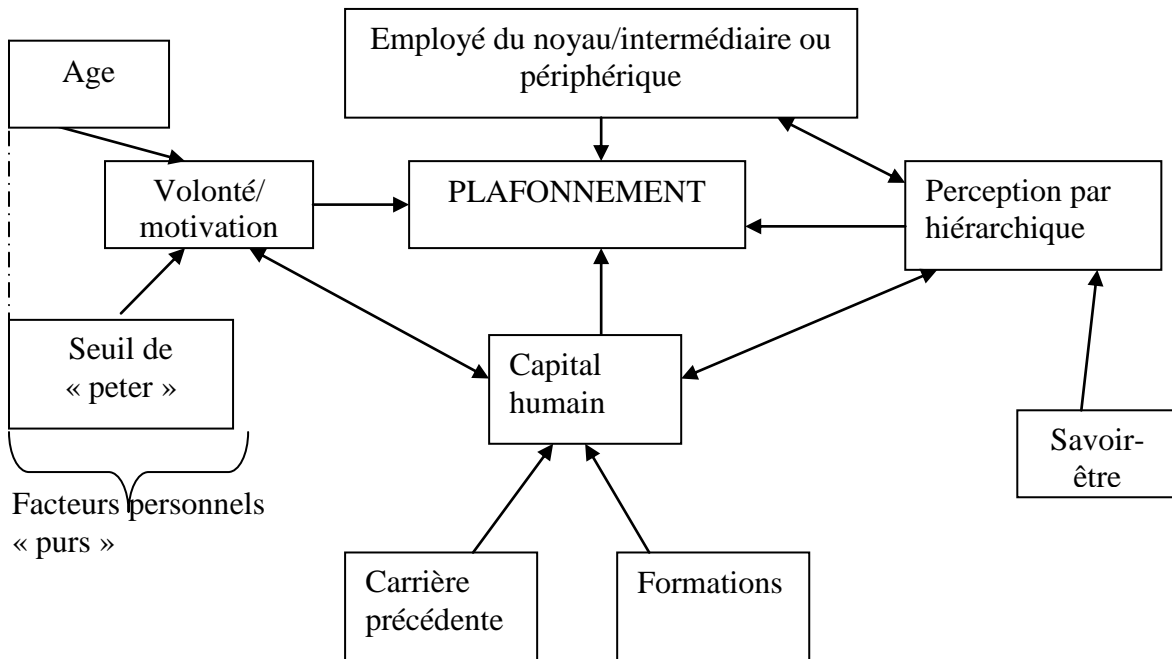 Age
Employé du noyau/intermédiaire ou
périphérique
Volonté/
motivation
PLAFONNEMENT
Perception par
hiérarchique
Seuil de
« peter »
Capital
humain
Savoir-
être
Facteurs personnels
« purs »
Carrière
précédente
Formations